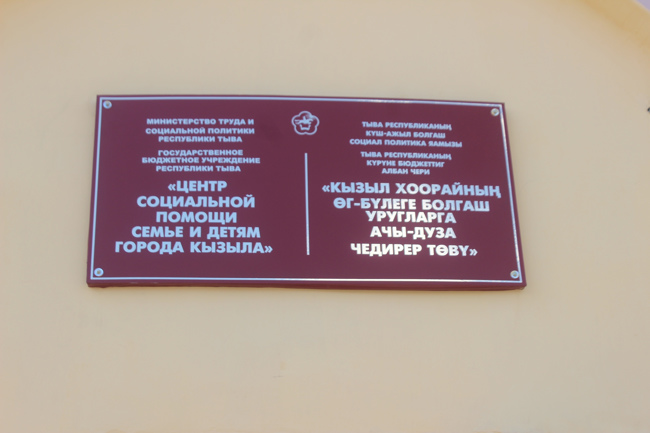 МИНИСТЕРСТВО ТРУДА И
СОЦИАЛЬНОЙ ПОЛИТИКИ
РЕСПУБЛИКИ ТЫВА
ГОСУДАРСТВЕННОЕ
БЮДЖЕТНОЕ УЧРЕЖДЕНИЕ
РЕСПУБЛИКИ ТЫВА
«ЦЕНТР
СОЦИАЛЬНОЙ
ПОМОЩИ
СЕМЬЕ И ДЕТЯМ
ГОРОДА КЫЗЫЛА»
ТЫВА РЕСПУБЛИКАНЫҢ
КҮШ-АЖЫЛ БОЛГАШ
СОЦИАЛ ПОЛИТИКА ЯАМЫЗЫ
ТЫВА РЕСПУБЛИКАНЫҢ
КҮРҮНЕ БЮДЖЕТТИГ
АЛБАН ЧЕРИ
«КЫЗЫЛ ХООРАЙНЫҢ
ӨГ-БҮЛЕГЕ БОЛГАШ
УРУГЛАРГА
АЧЫ-ДУЗА
ЧЕДИРЕР ТӨВҮ»